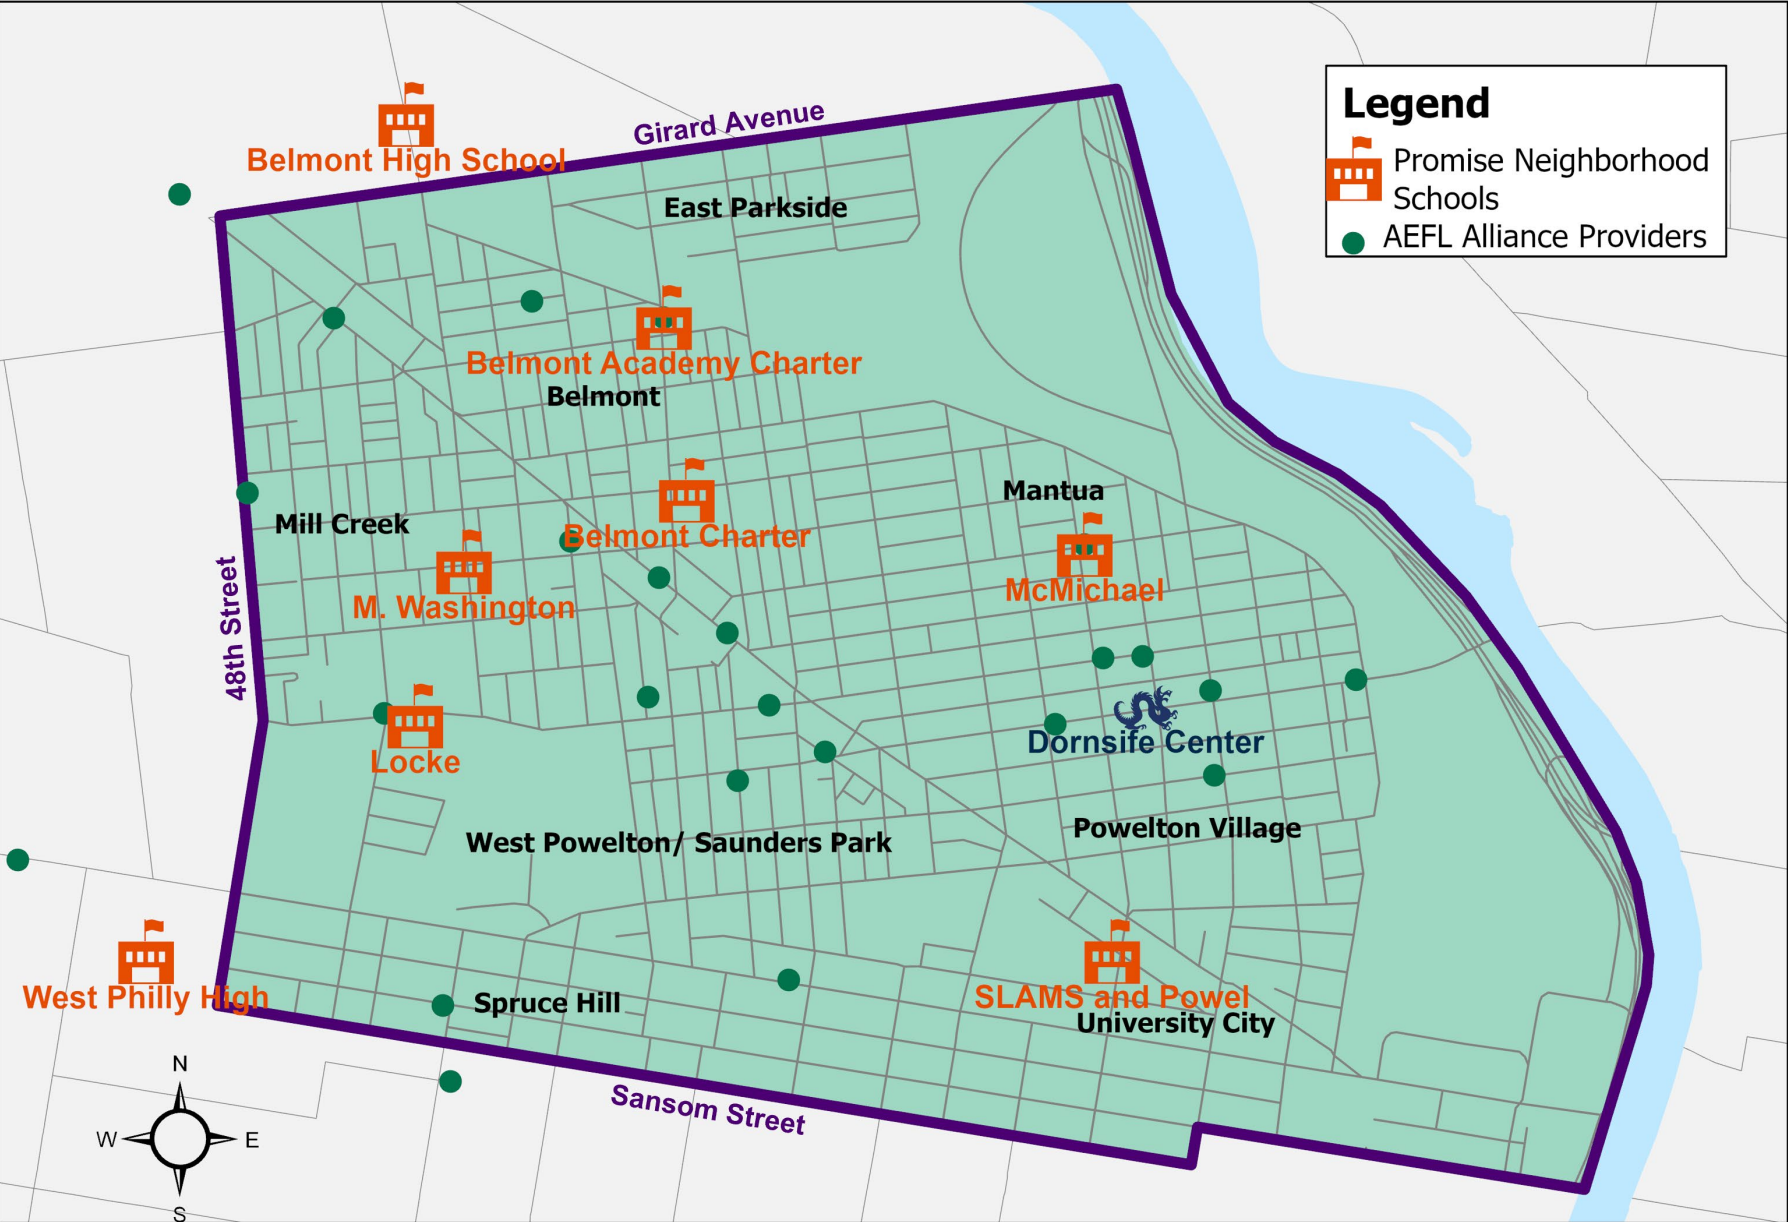 Girard Avenue
Legend
Promise Neighborhood
Schools
AEFL Alliance Providers
Belmont High School
East Parkside
Belmont Academy Charter
Belmont
Mantua
Mill Creek
Belmont Charter
McMichael
M. Washington
48th Street
Dornsife Center
Locke
Powelton Village
West Powelton/ Saunders Park
West Philly High
Spruce Hill
SLAMS and Powel
University City
Sansom Street
N
W
E
S